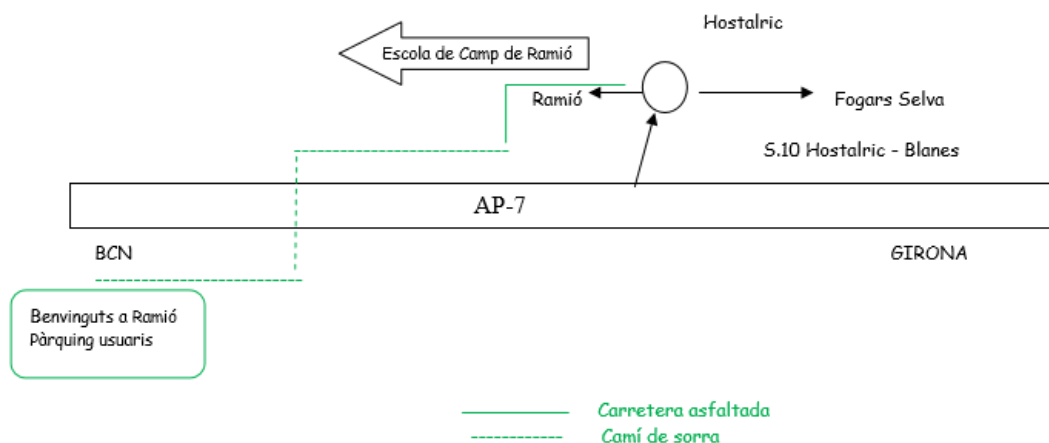 Hostalric
Escola de Camp de Ramió
Ramió
Fogars Selva
S.10 Hostalric - Blanes
AP-7
BCN
GIRONA
Benvinguts a Ramió
Pàrquing usuaris
Carretera asfaltada
Camí de sorra